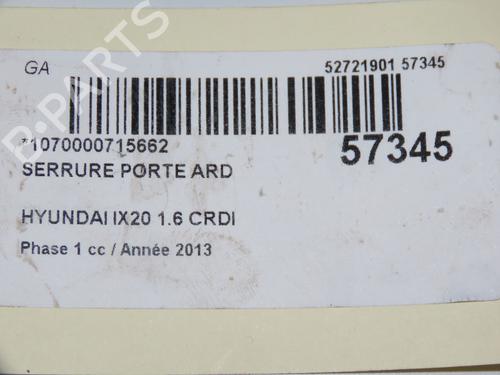 GA
52721901 57345
*1070000715662
57345
SERRURE PORTE ARD
HYUNDAI IX20 1.6 CRDI
Phase 1 cc / Année 2013
B-PARTS